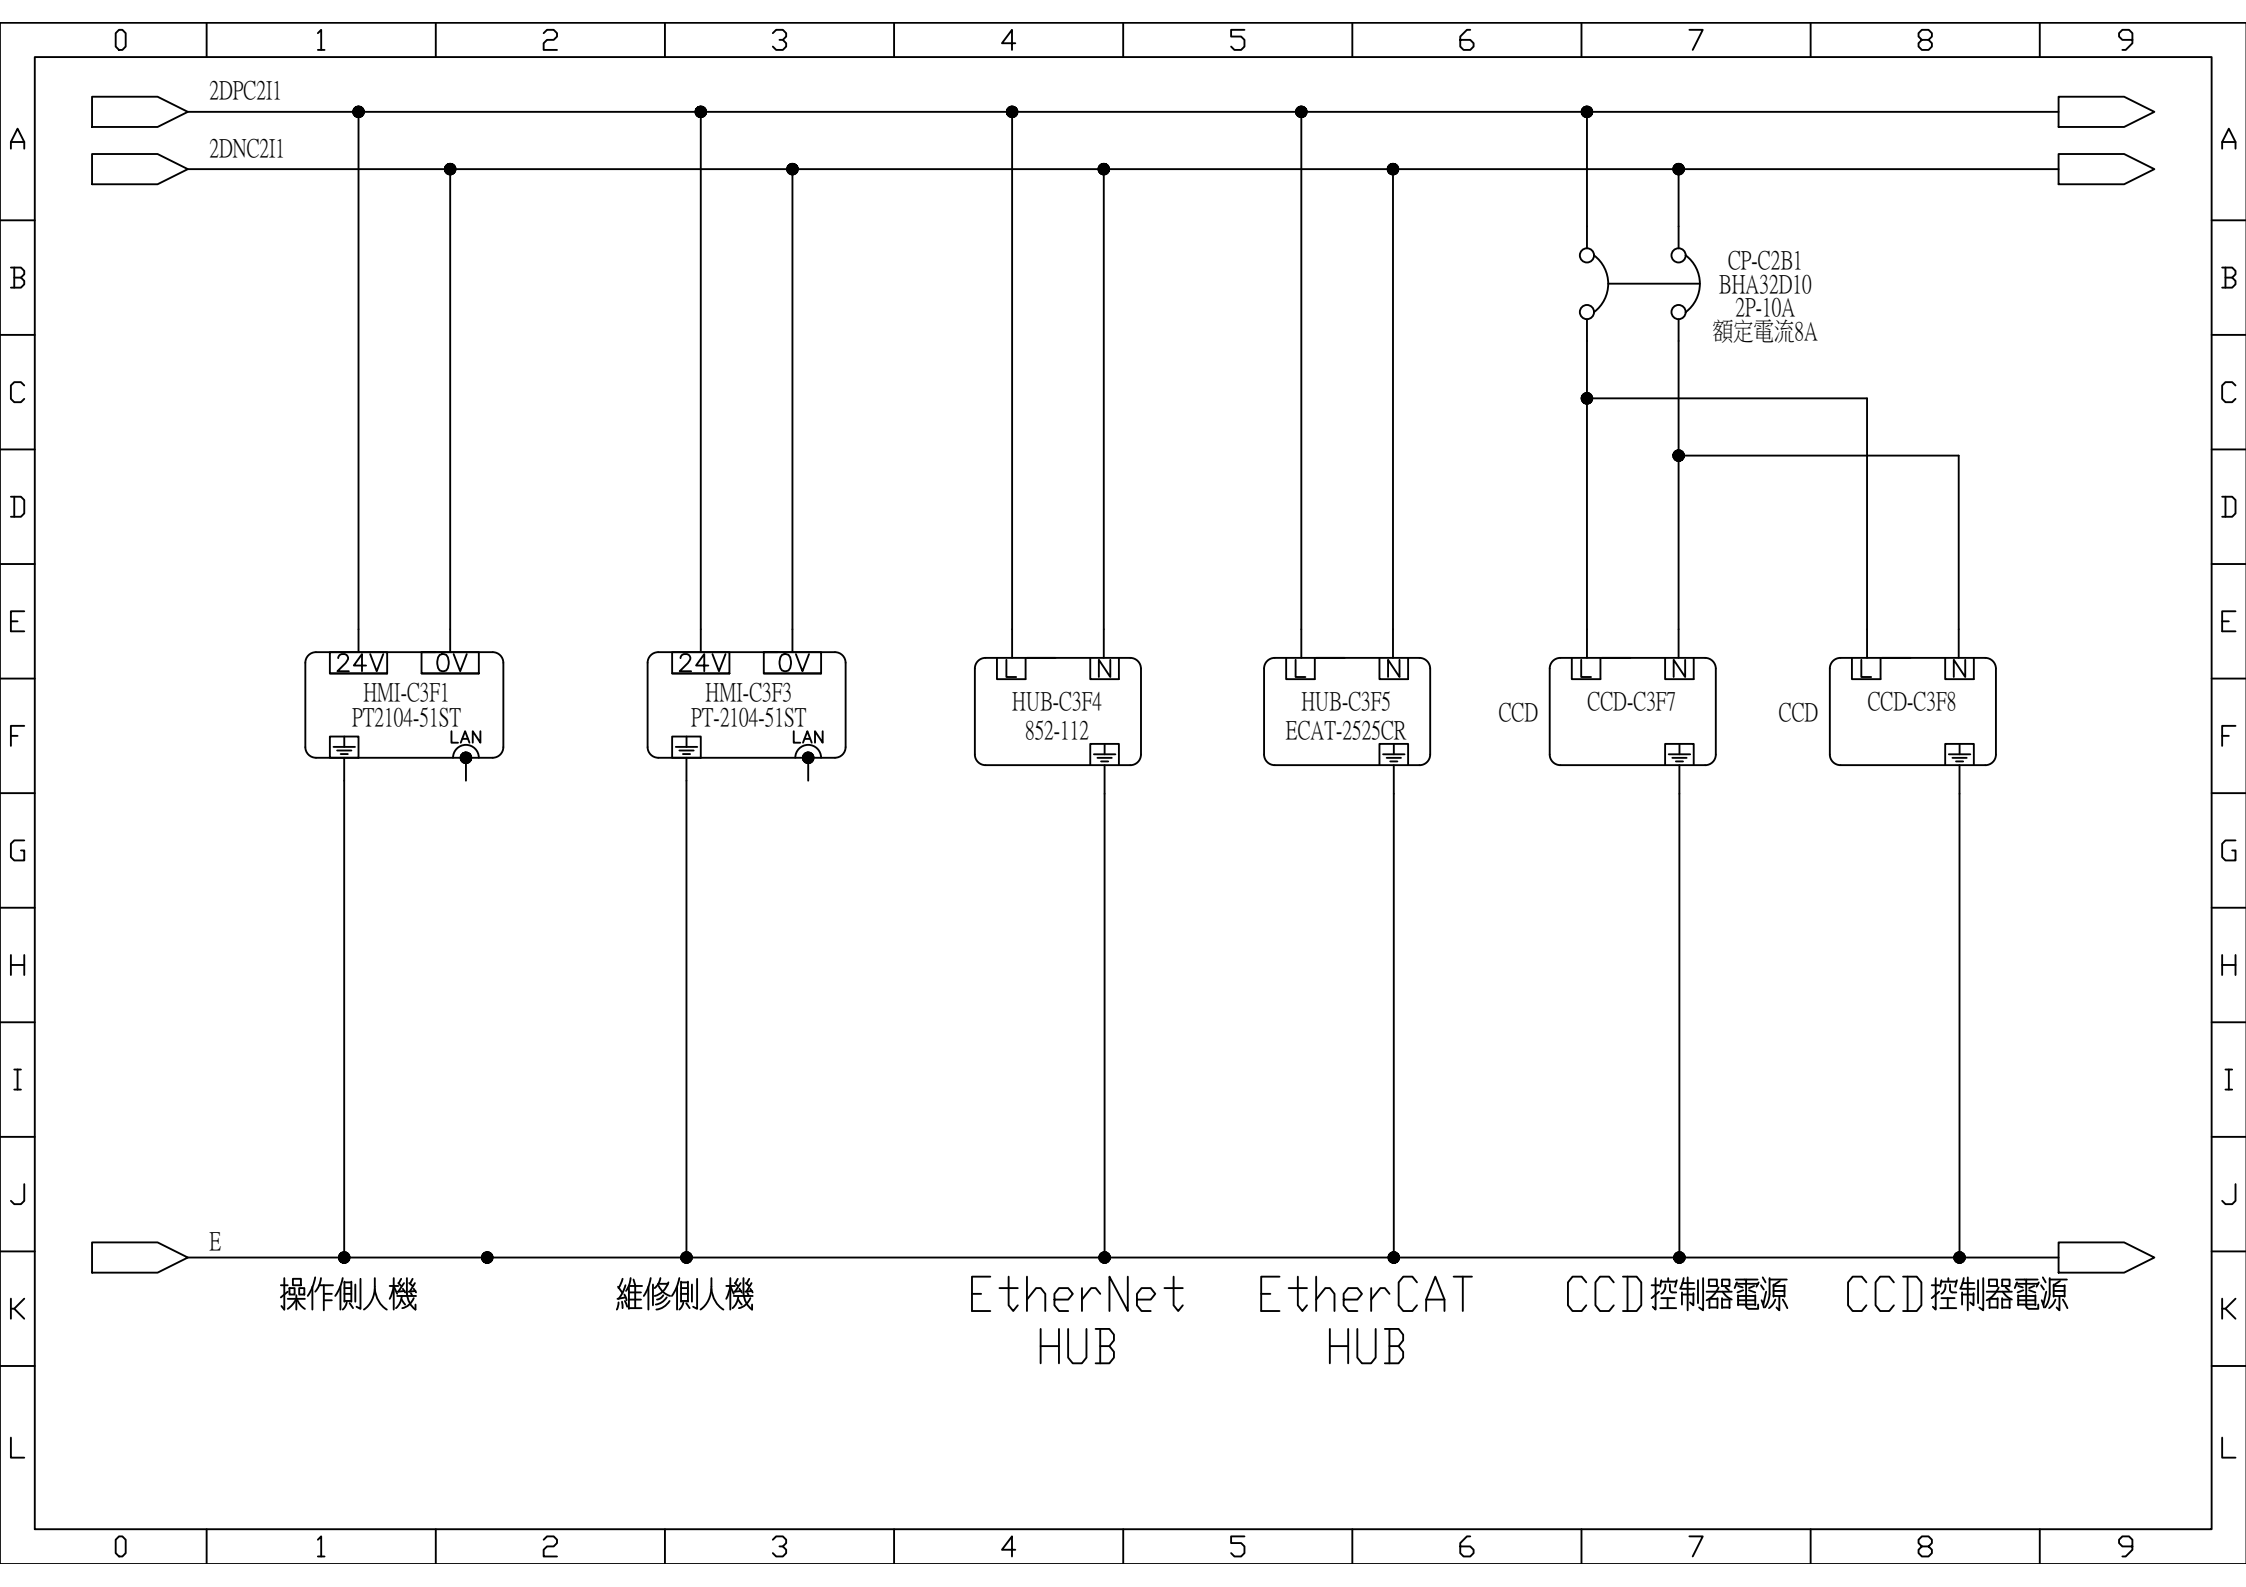 0 1 2 3 4 5 6 7 8 9
2DPC2I1
A A
2DNC2I1
B B
CP-C2B1
BHA32D10
2P-10A
額定電流8A
C C
D D
E E
24V 0V 24V 0V L N L N L N L N
HMI-C3F1
PT2104-51ST
LAN
HMI-C3F3
PT-2104-51ST
LAN
HUB-C3F4
852-112
HUB-C3F5
ECAT-2525CR
CCD
CCD-C3F7
CCD
CCD-C3F8
F F
G G
H H
I I
J J
E
操作側人機
維修側人機
EtherNet
HUB
EtherCAT
HUB
CCD控制器電源
CCD控制器電源
K K
L L
0 1 2 3 4 5 6 7 8 9